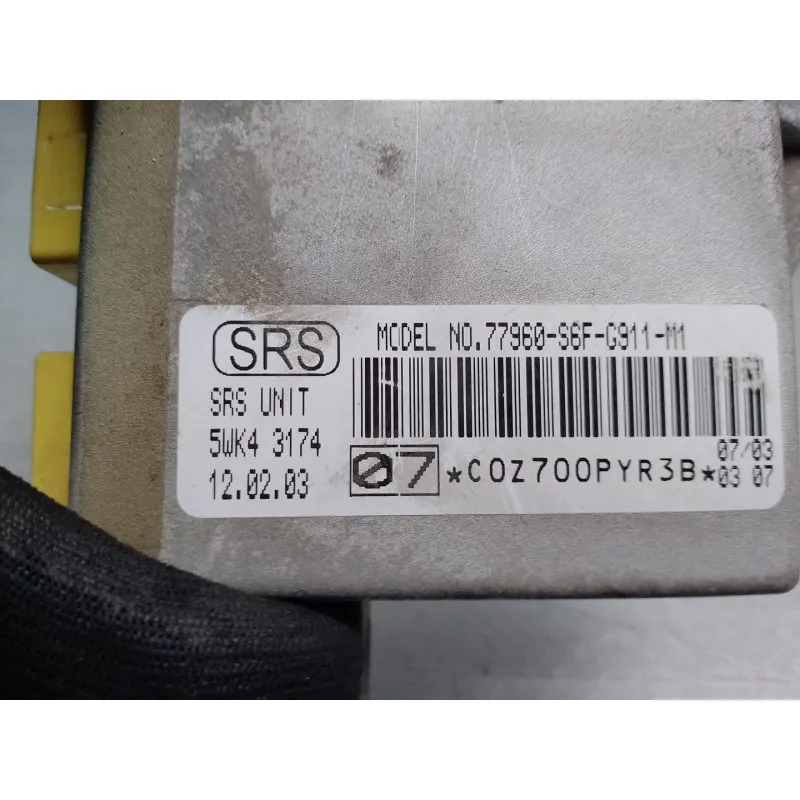 SRS
MODEL NO.77960-S6F-G911-M1
SRS UNIT
5WK4 3174
12.02.03
07
*COZ700PYR3B*
07/03
03 07